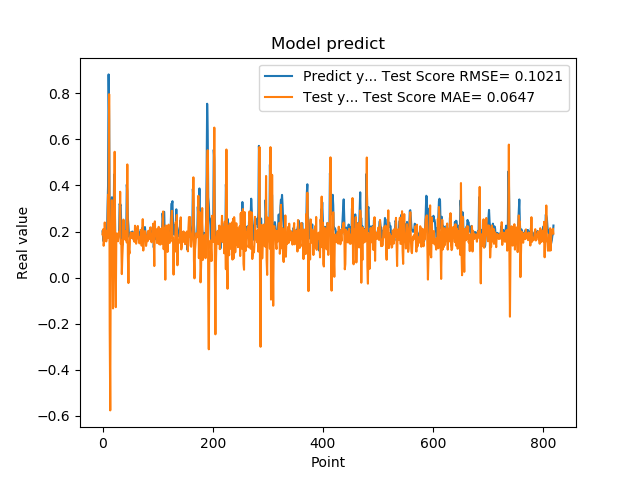 Model predict
Predict y... Test Score RMSE= 0.1021
Test y... Test Score MAE= 0.0647
Real value
0.8
0.6
0.4
0.2
0.0
−0.2
−0.4
−0.6
0 200 400 600 800
Point